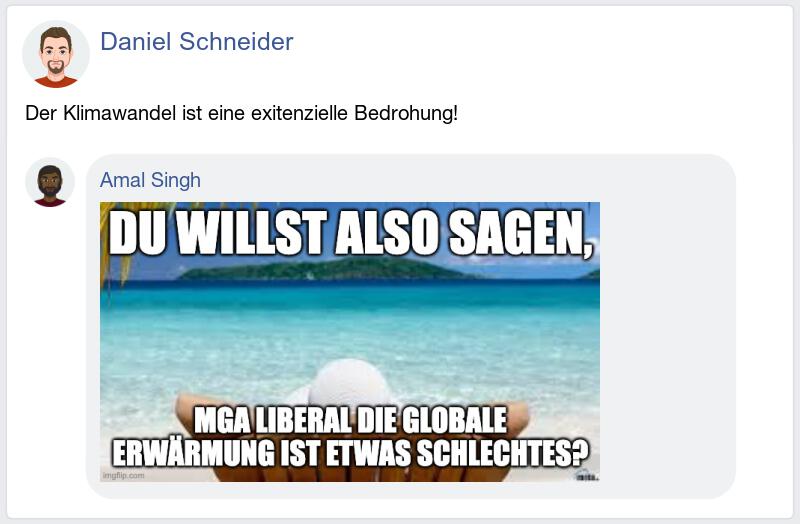 Daniel Schneider
Der Klimawandel ist eine exitenzielle Bedrohung!
Amal Singh
DU WILLST ALSO SAGEN,
MGA LIBERAL DIE GLOBALE
ERWÄRMUNG IST ETWAS SCHLECHTES?
imgflip.com